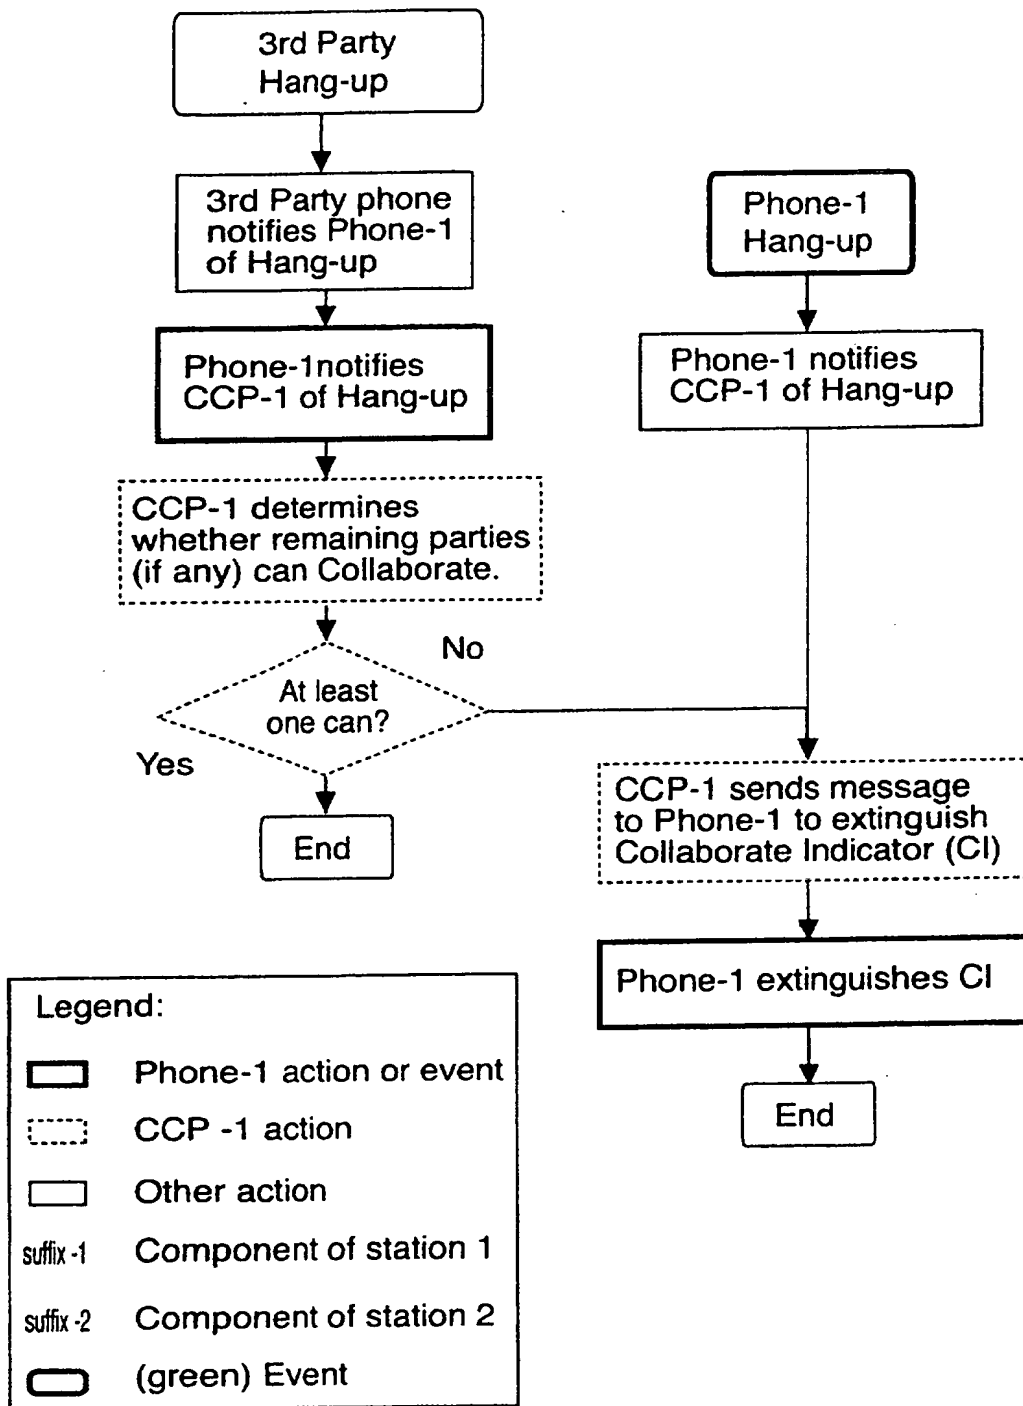 3rd Party
Hang-up
3rd Party phone
notifies Phone-1
of Hang-up
Phone-1notifies
CCP-1 of Hang-up
CCP-1 determines
whether remaining parties
(if any) can Collaborate.
At least
one can?
No
Yes
End
Phone-1
Hang-up
Phone-1 notifies
CCP-1 of Hang-up
CCP-1 sends message
to Phone-1 to extinguish
Collaborate Indicator (CI)
Phone-1 extinguishes CI
End
Legend:
Phone-1 action or event
CCP -1 action
Other action
suffix -1 Component of station 1
suffix -2 Component of station 2
(green) Event